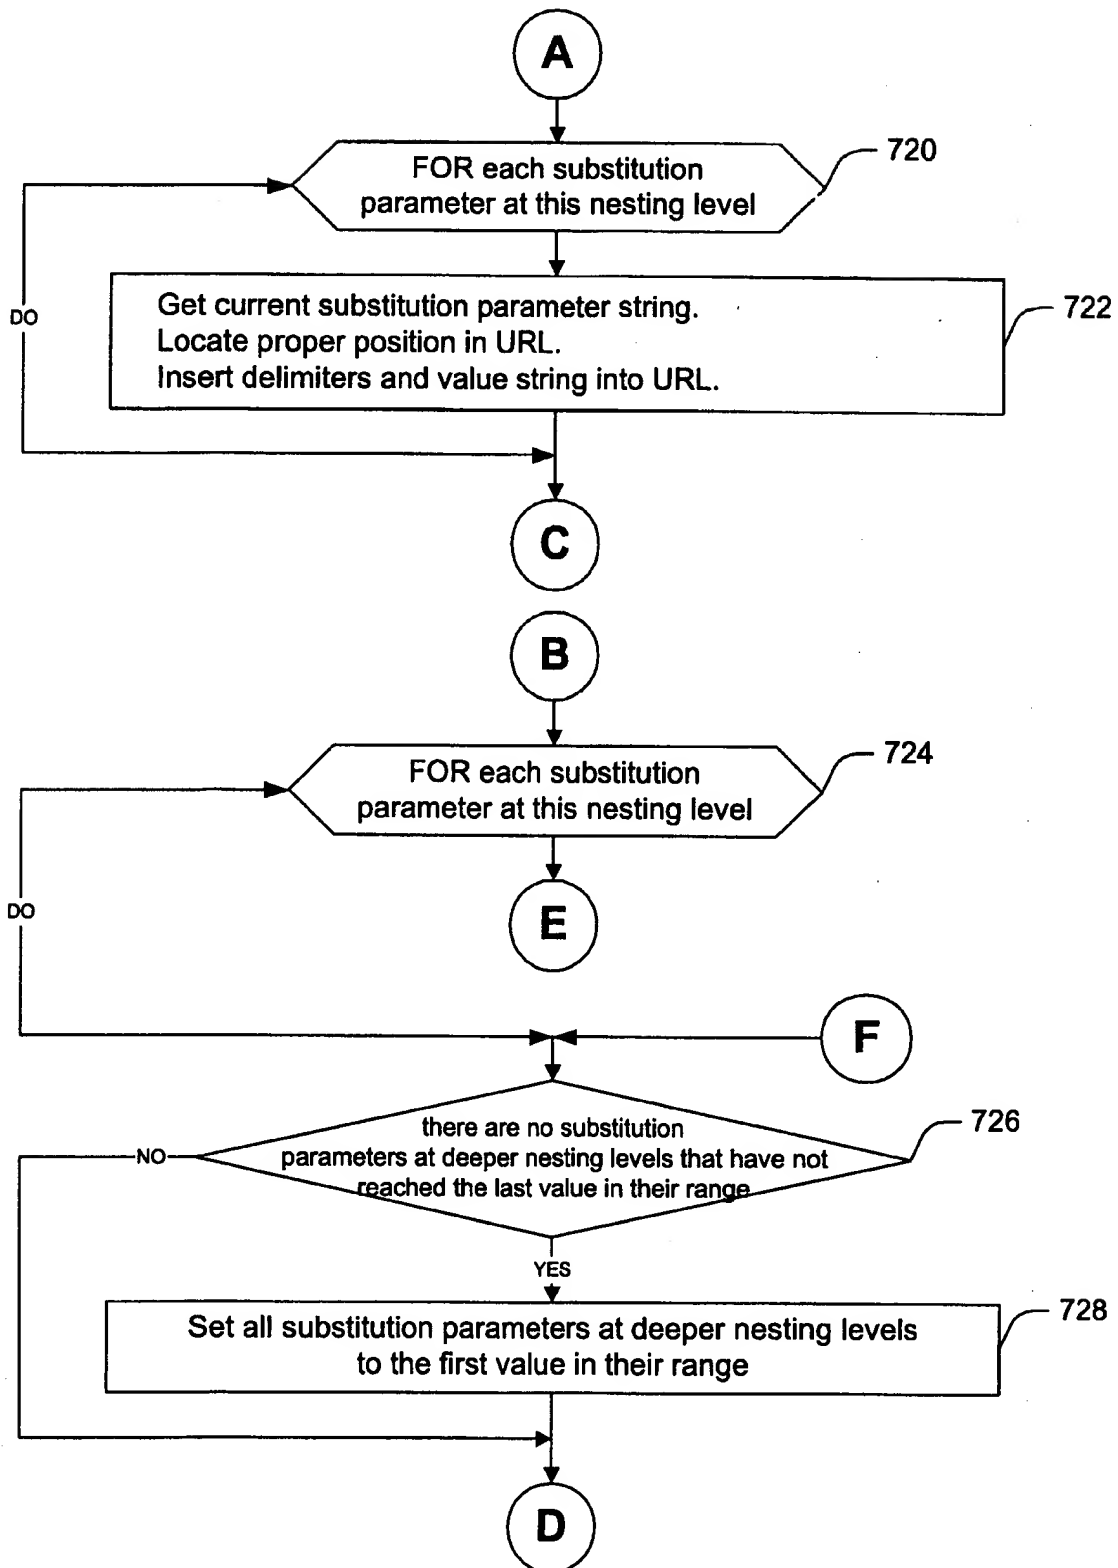 A
FOR each substitution
parameter at this nesting level
720
DO
Get current substitution parameter string.
Locate proper position in URL.
Insert delimiters and value string into URL.
722
C
B
FOR each substitution
parameter at this nesting level
724
DO
E
F
there are no substitution
parameters at deeper nesting levels that have not
reached the last value in their range
726
NO
YES
Set all substitution parameters at deeper nesting levels
to the first value in their range
728
D